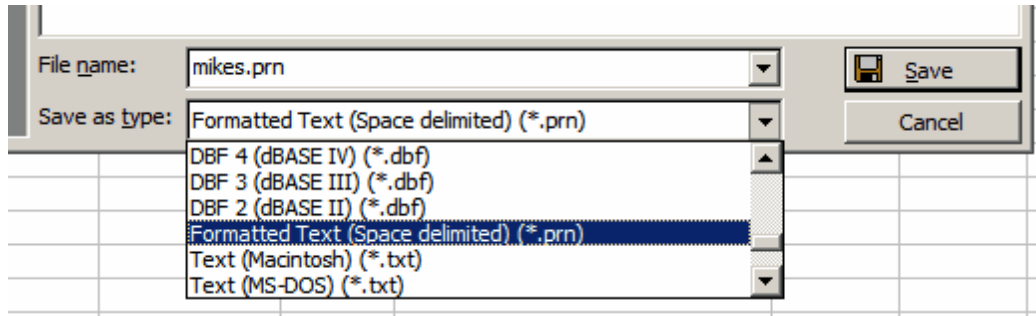 File name: mikes.prn Save
Save as type: Formatted Text (Space delimited) (*.prn) Cancel
DBF 4 (dBASE IV) (*.dbf)
DBF 3 (dBASE III) (*.dbf)
DBF 2 (dBASE II) (*.dbf)
Formatted Text (Space delimited) (*.prn)
Text (Macintosh) (*.txt)
Text (MS-DOS) (*.txt)